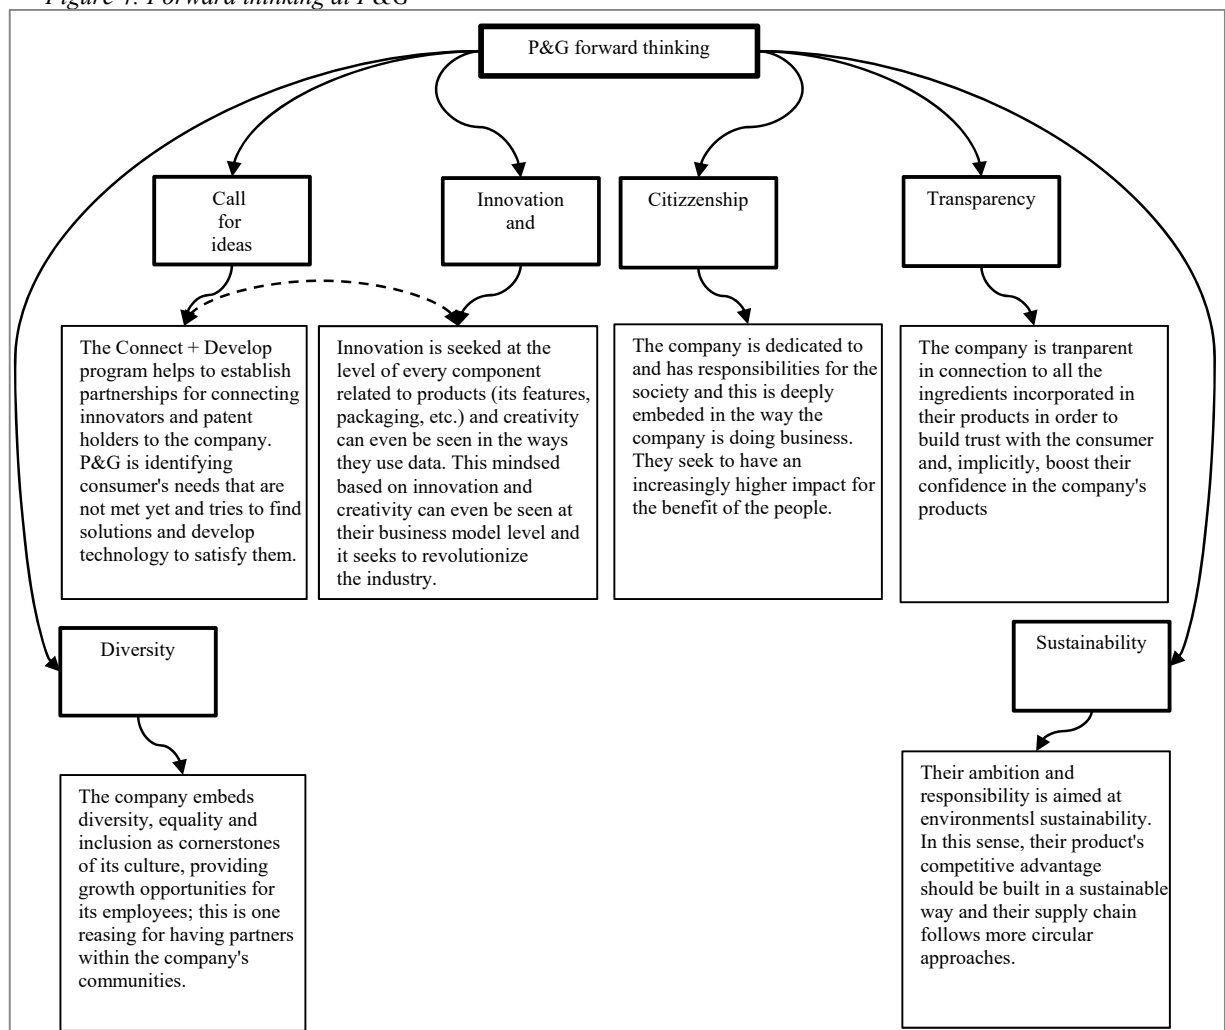 Figure 4. Forward thinking at P&G
P&G forward thinking
Call
for
ideas
Innovation
and
Citizzenship
Transparency
The Connect + Develop
program helps to establish
partnerships for connecting
innovators and patent
holders to the company.
P&G is identifying
consumer's needs that are
not met yet and tries to find
solutions and develop
technology to satisfy them.
Innovation is seeked at the
level of every component
related to products (its features,
packaging, etc.) and creativity
can even be seen in the ways
they use data. This mindsed
based on innovation and
creativity can even be seen at
their business model level and
it seeks to revolutionize
the industry.
The company is dedicated to
and has responsibilities for the
society and this is deeply
embeded in the way the
company is doing business.
They seek to have an
increasingly higher impact for
the benefit of the people.
The company is tranparent
in connection to all the
ingredients incorporated in
their products in order to
build trust with the consumer
and, implicitly, boost their
confidence in the company's
products
Diversity
Sustainability
The company embeds
diversity, equality and
inclusion as cornerstones
of its culture, providing
growth opportunities for
its employees; this is one
reasing for having partners
within the company's
communities.
Their ambition and
responsibility is aimed at
environmentsl sustainability.
In this sense, their product's
competitive advantage
should be built in a sustainable
way and their supply chain
follows more circular
approaches.